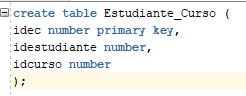 create table Estudiante_Curso (
idec number primary key,
idestudiante number,
idcurso number
);